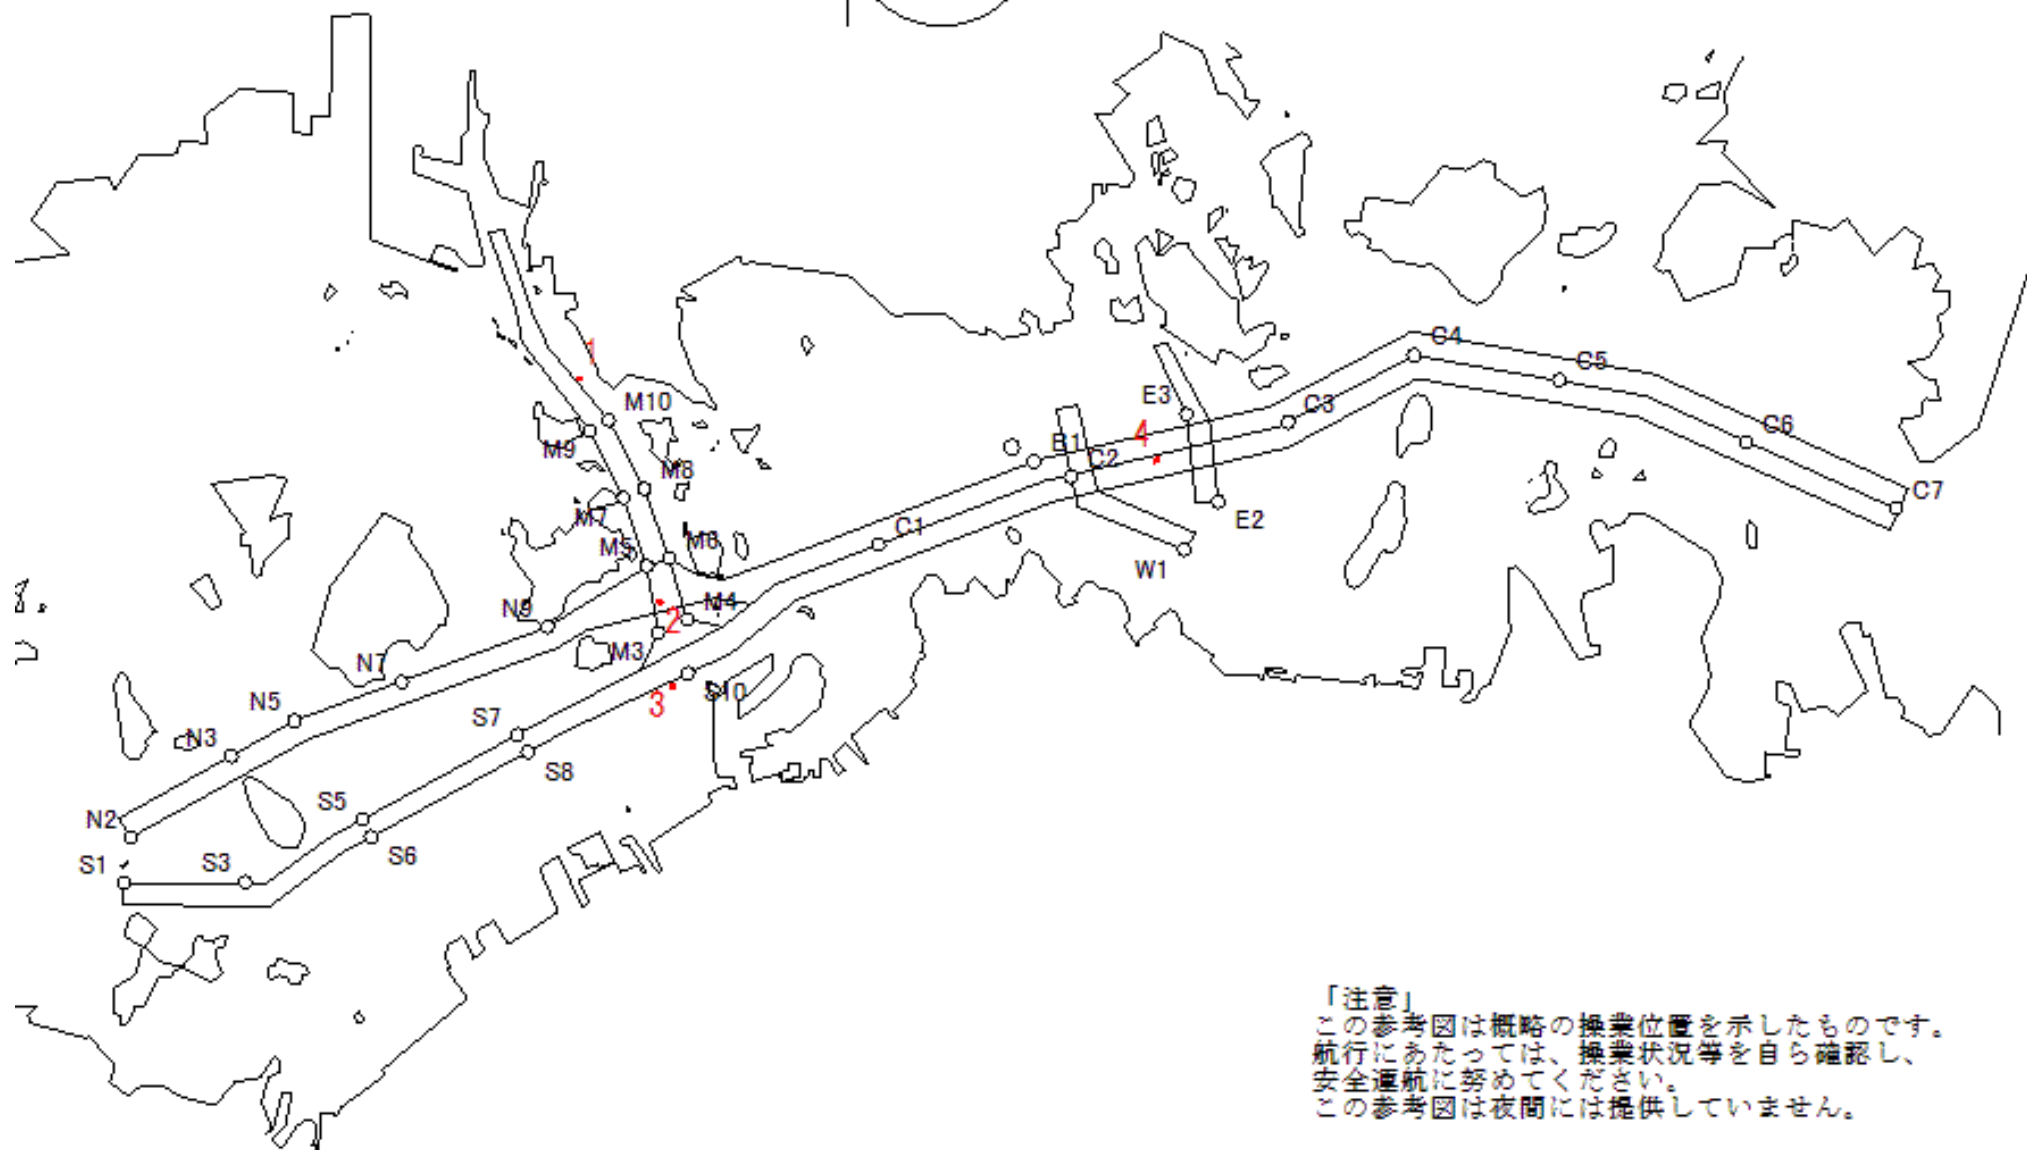 C4
1
C5
E3
M10
C3
4
C6
B1
M9
C2
M8
C7
M7
E2
C1
M6
M5
W1
M4
N9
2
M3
N7
S10
3
N5
S7
N3
S8
S5
N2
S6
S1
S3
「注意」
この参考図は概略の操業位置を示したものです。
航行にあたっては、操業状況等を自ら確認し、
安全運航に努めてください。
この参考図は夜間には提供していません。